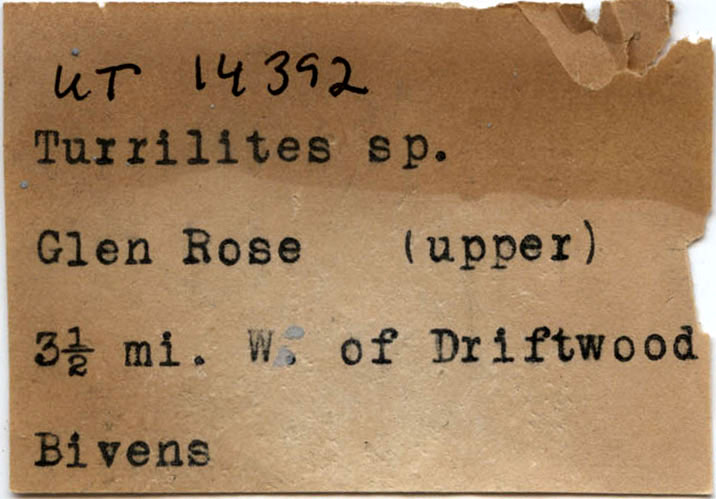 UT 14392
Turrilites sp.
Glen Rose (upper)
3½ mi. W. of Driftwood
Bivens